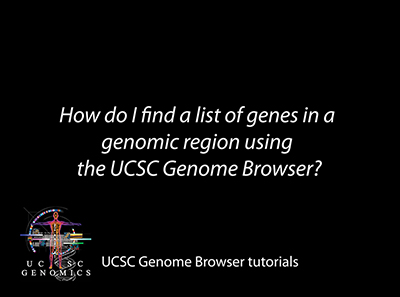 How do I find a list of genes in a
genomic region using
the UCSC Genome Browser?
UCSC
GENOMICS
UCSC Genome Browser tutorials